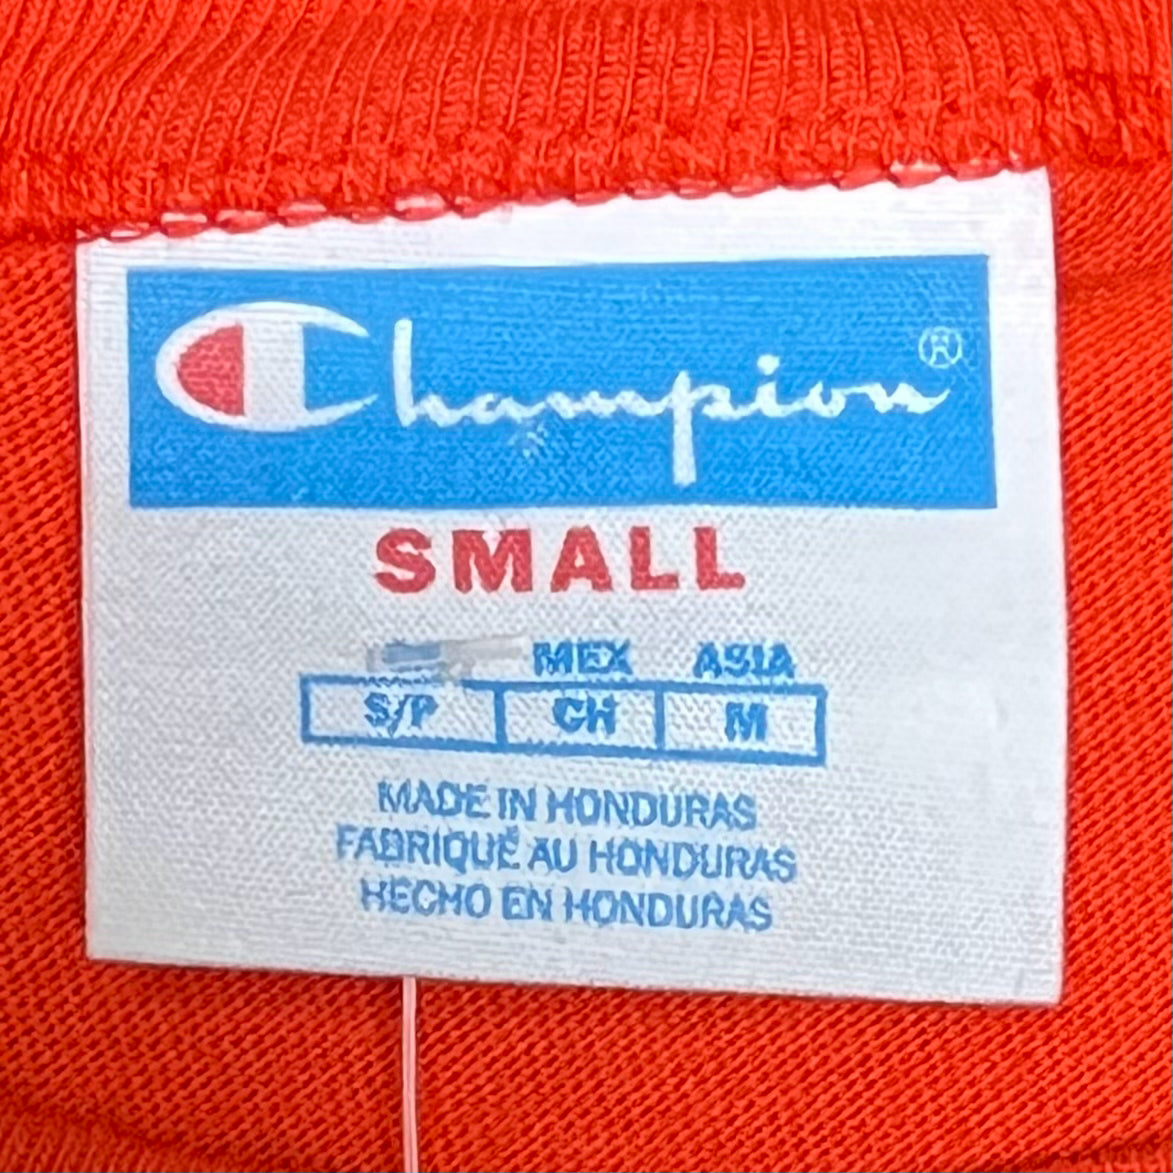 Champion®
SMALL
MEX ASIA
S/P CH M
MADE IN HONDURAS
FABRIQUÉ AU HONDURAS
HECHO EN HONDURAS